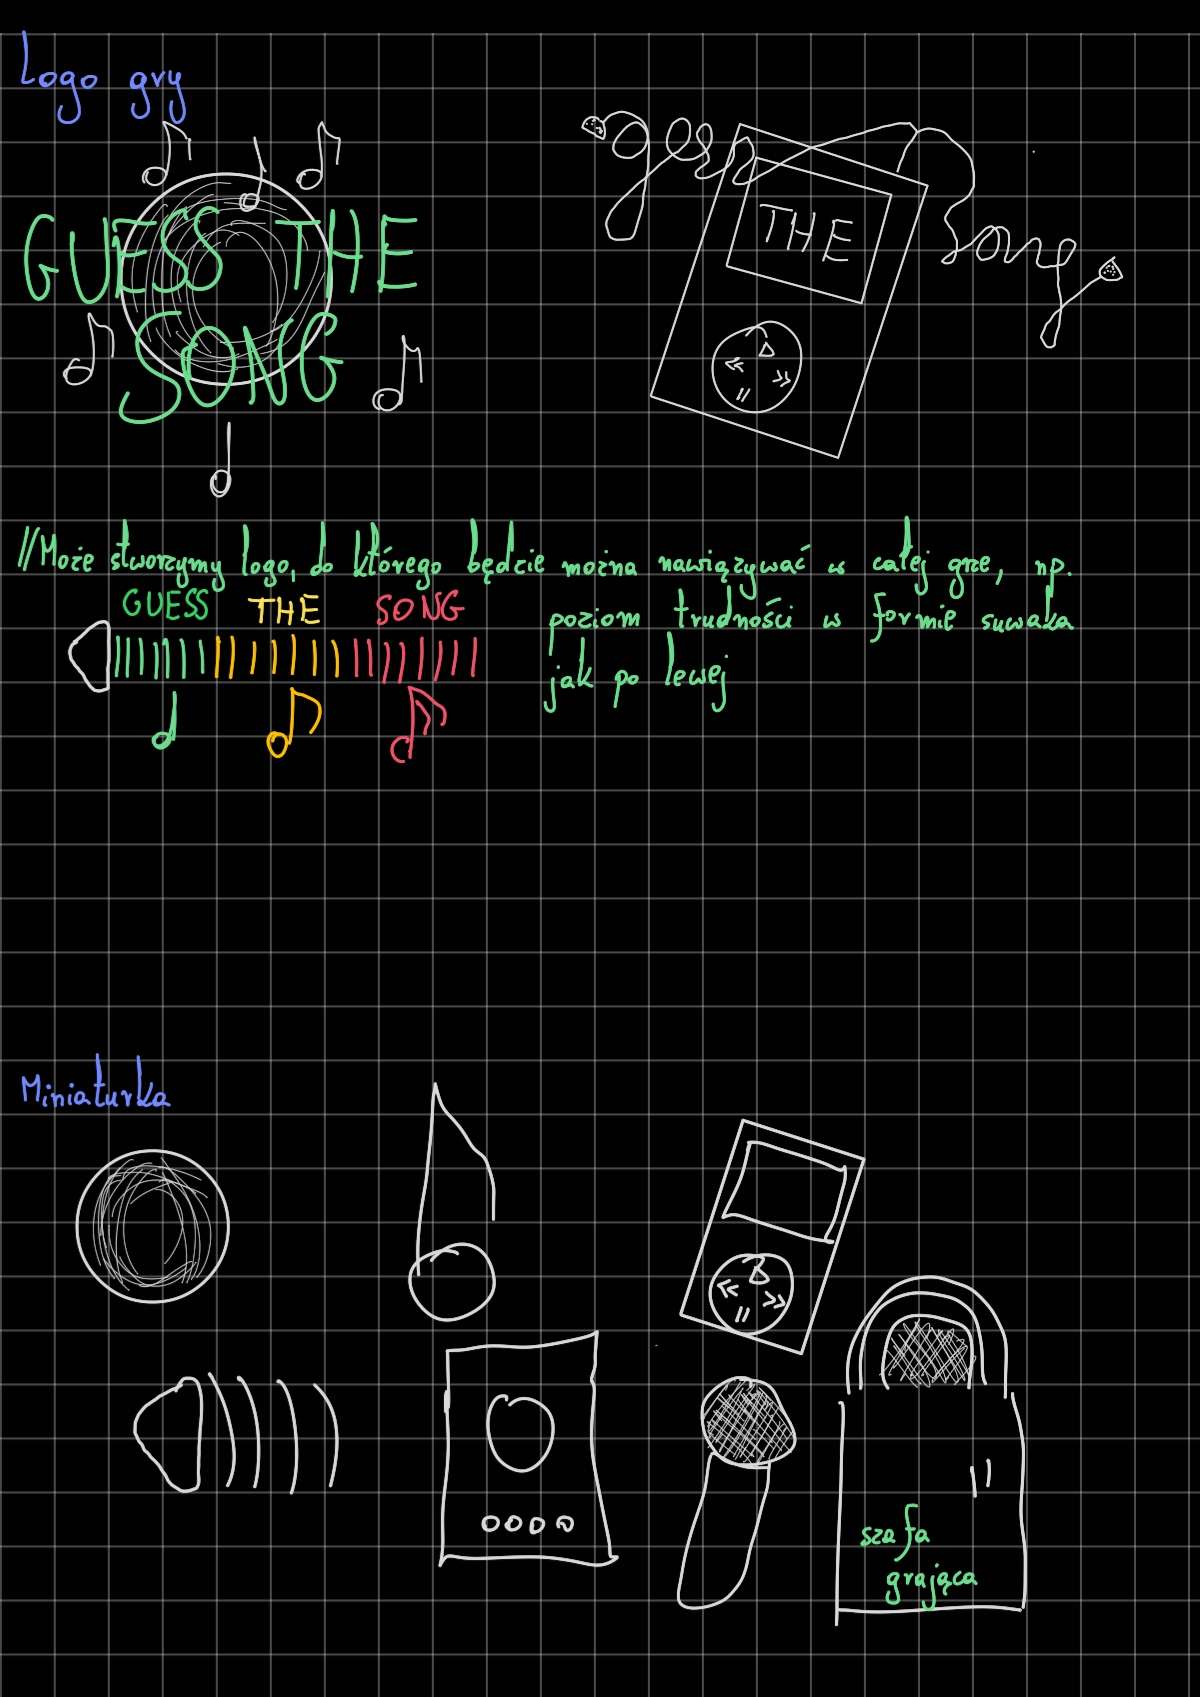 Logo gry
GUESS THE
SONG
THE
Song
//Może stworzymy logo, do którego będzie można nawiązywać w całej grze, np.
GUESS THE SONG
poziom trudności w formie suwaka
jak po lewej
Miniaturka
szafa
grająca